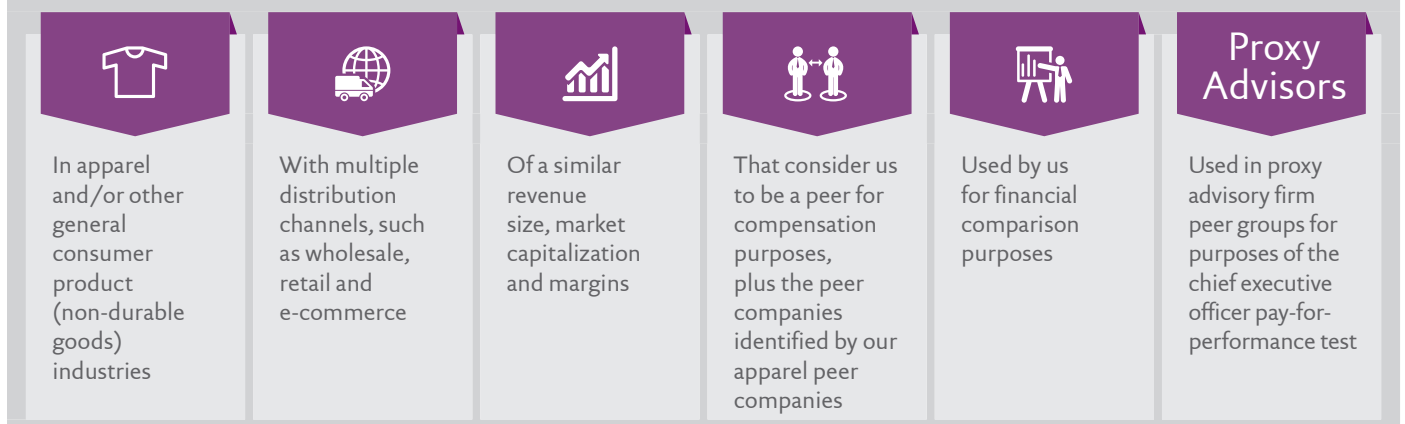 In apparel
and/or other
general
consumer
product
(non-durable
goods)
industries
With multiple
distribution
channels, such
as wholesale,
retail and
e-commerce
Of a similar
revenue
size, market
capitalization
and margins
That consider us
to be a peer for
compensation
purposes,
plus the peer
companies
identified by our
apparel peer
companies
Used by us
for financial
comparison
purposes
Proxy
Advisors
Used in proxy
advisory firm
peer groups for
purposes of the
chief executive
officer pay-for-
performance test